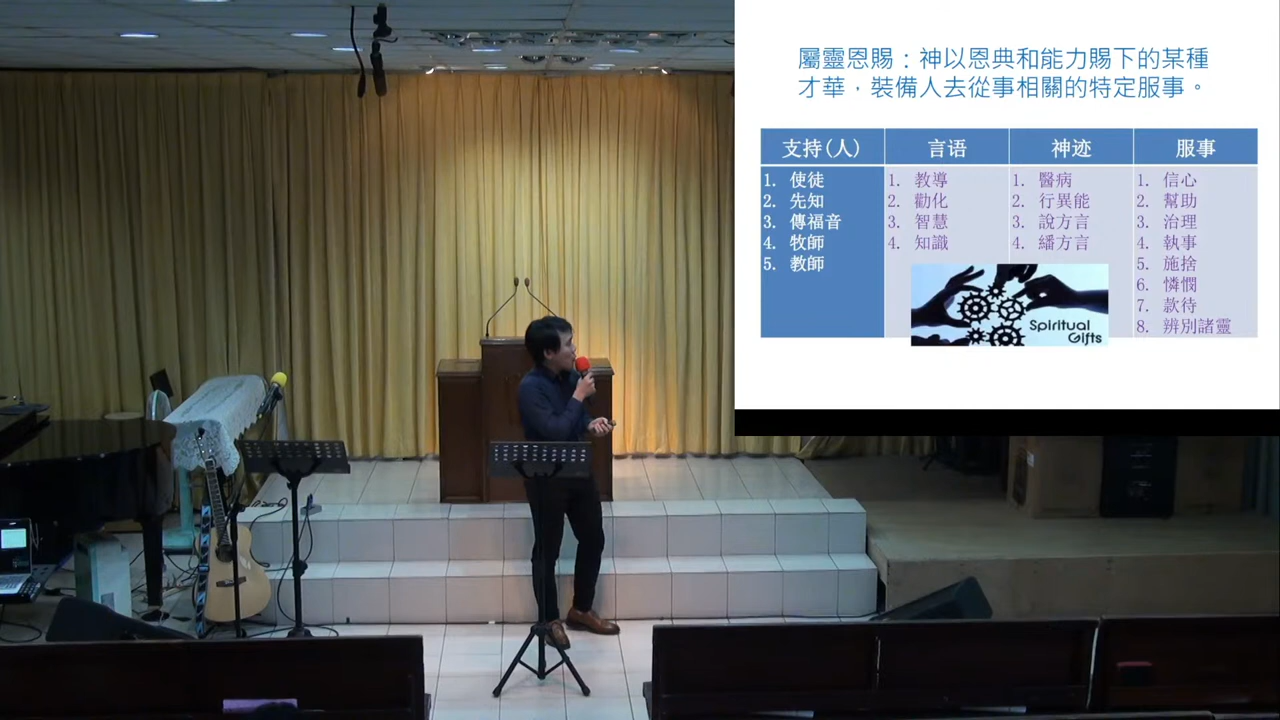 屬靈恩賜：神以恩典和能力賜下的某種
才華，裝備人去從事相關的特定服事。
支持(人)
1. 使徒
2. 先知
3. 傳福音
4. 牧師
5. 教師
言语
1. 教導
2. 勸化
3. 智慧
4. 知識
神迹
1. 醫病
2. 行異能
3. 說方言
4. 繙方言
服事
1. 信心
2. 幫助
3. 治理
4. 執事
5. 施捨
6. 憐憫
7. 款待
8. 辨別諸靈
Spiritual
Gifts